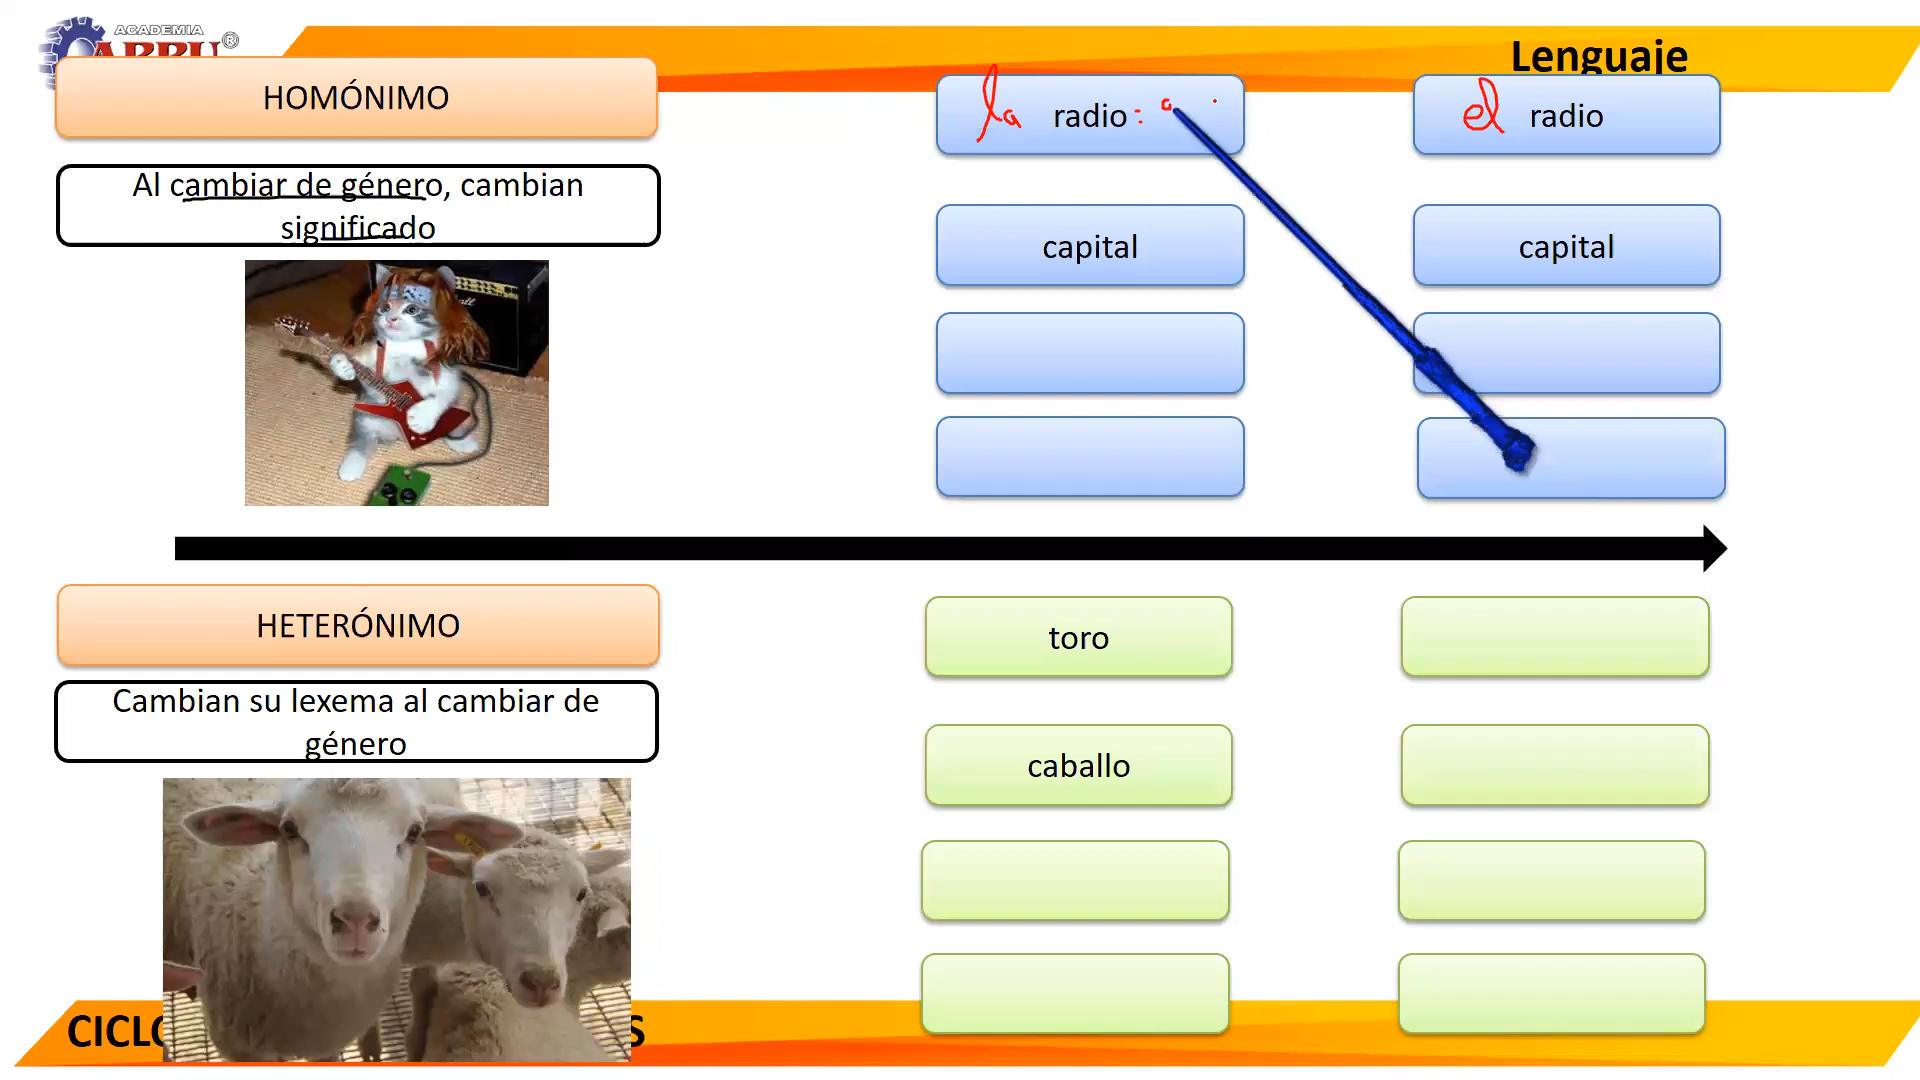 ACADEMIA
Lenguaje
HOMÓNIMO
la radio:
el radio
Al cambiar de género, cambian
significado
capital
capital
HETERÓNIMO
toro
Cambian su lexema al cambiar de
género
caballo